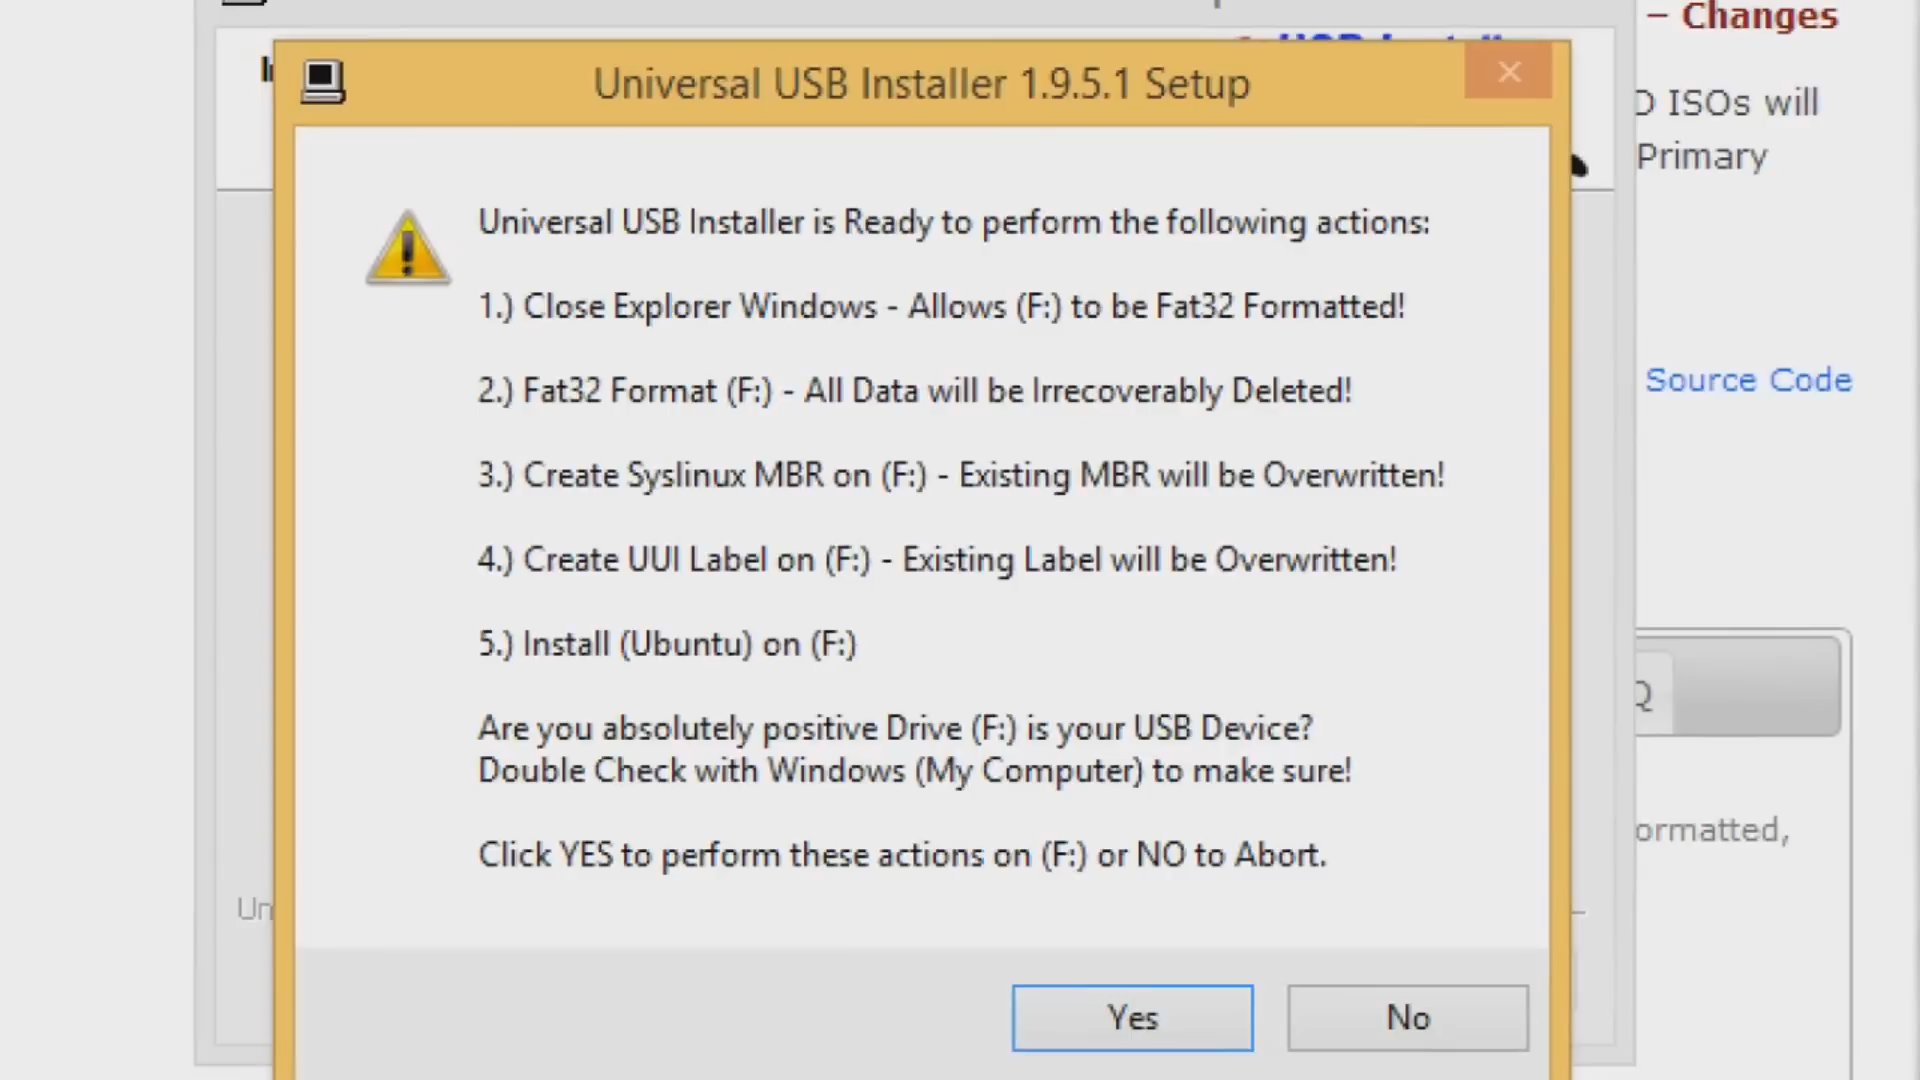 – Changes
Universal USB Installer 1.9.5.1 Setup
D ISOs will
Primary
Universal USB Installer is Ready to perform the following actions:
1.) Close Explorer Windows - Allows (F:) to be Fat32 Formatted!
2.) Fat32 Format (F:) - All Data will be Irrecoverably Deleted!
Source Code
3.) Create Syslinux MBR on (F:) - Existing MBR will be Overwritten!
4.) Create UUI Label on (F:) - Existing Label will be Overwritten!
5.) Install (Ubuntu) on (F:)
Q
Are you absolutely positive Drive (F:) is your USB Device?
Double Check with Windows (My Computer) to make sure!
ormatted,
Click YES to perform these actions on (F:) or NO to Abort.
Un
Yes
No